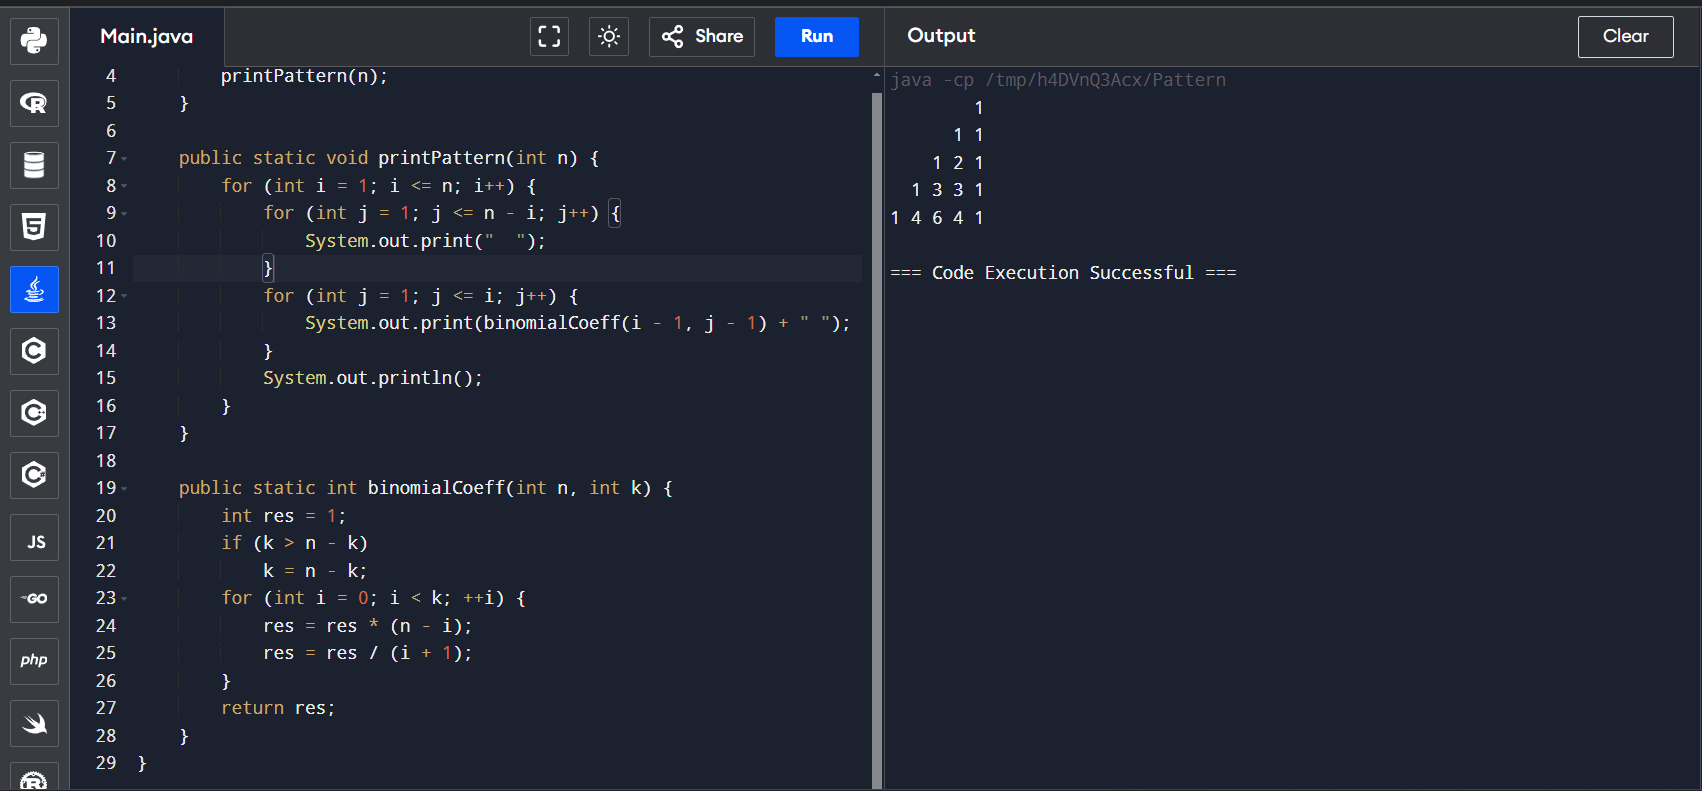 Main.java
Share
Run
Output
Clear
4 printPattern(n);
5 }
6
7 public static void printPattern(int n) {
8 for (int i = 1; i <= n; i++) {
9 for (int j = 1; j <= n - i; j++) {
10 System.out.print("  ");
11 }
12 for (int j = 1; j <= i; j++) {
13 System.out.print(binomialCoeff(i - 1, j - 1) + " ");
14 }
15 System.out.println();
16 }
17 }
18
19 public static int binomialCoeff(int n, int k) {
20 int res = 1;
21 if (k > n - k)
22 k = n - k;
23 for (int i = 0; i < k; ++i) {
24 res = res * (n - i);
25 res = res / (i + 1);
26 }
27 return res;
28 }
29 }
java -cp /tmp/h4DVnQ3Acx/Pattern
1
1 1
1 2 1
1 3 3 1
1 4 6 4 1
=== Code Execution Successful ===
R
5
C
C++
C#
JS
GO
php
R